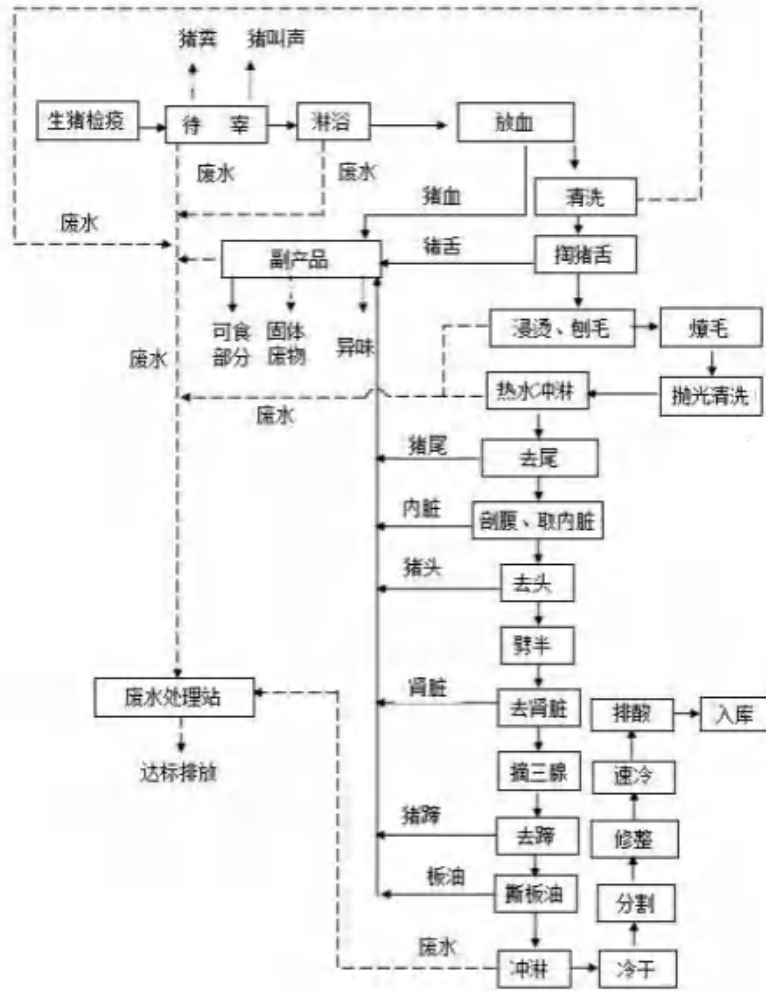 猪粪
猪叫声
生猪检疫
待 宰
淋浴
放血
废水
废水
清洗
猪血
废水
猪舌
掏猪舌
副产品
可食
部分
固体
废物
异味
浸烫、刨毛
燎毛
废水
热水冲淋
抛光清洗
废水
猪尾
去尾
内脏
剖腹、取内脏
猪头
去头
劈半
废水处理站
肾脏
去肾脏
排酸
入库
达标排放
摘三腺
速冷
猪蹄
去蹄
修整
板油
撕板油
分割
废水
冲淋
冷干